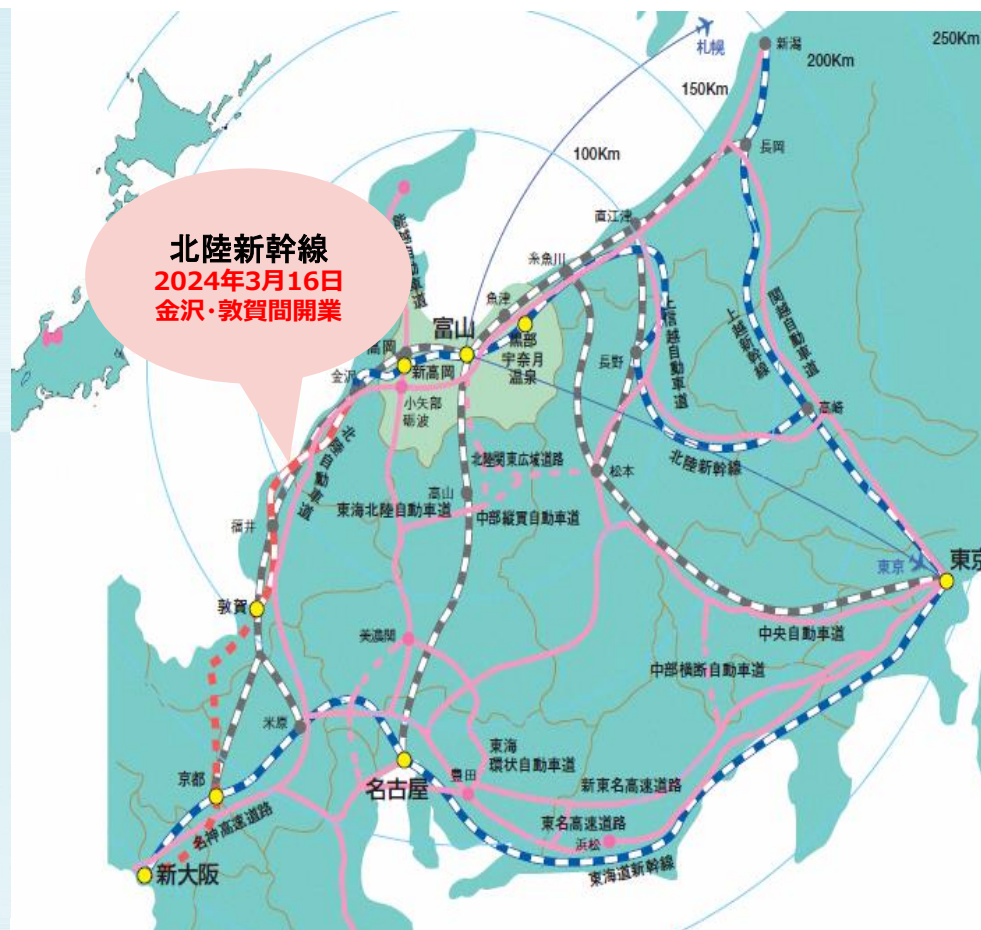 札幌
新潟
250Km
200Km
150Km
長岡
100Km
直江津
北陸新幹線
2024年3月16日
金沢・敦賀間開業
糸魚川
魚津
上信越自動車道
上越新幹線
関越自動車道
富山
黒部
宇奈月
温泉
高岡
新高岡
長野
金沢
小矢部
砺波
高崎
北陸自動車道
北陸新幹線
北陸関東広域道路
松本
高山
東海北陸自動車道
中部縦貫自動車道
福井
東京
東京
敦賀
美濃関
中央自動車道
中部横断自動車道
米原
東海
環状自動車道
京都
名古屋
豊田
新東名高速道路
名神高速道路
東名高速道路
浜松
新大阪
東海道新幹線